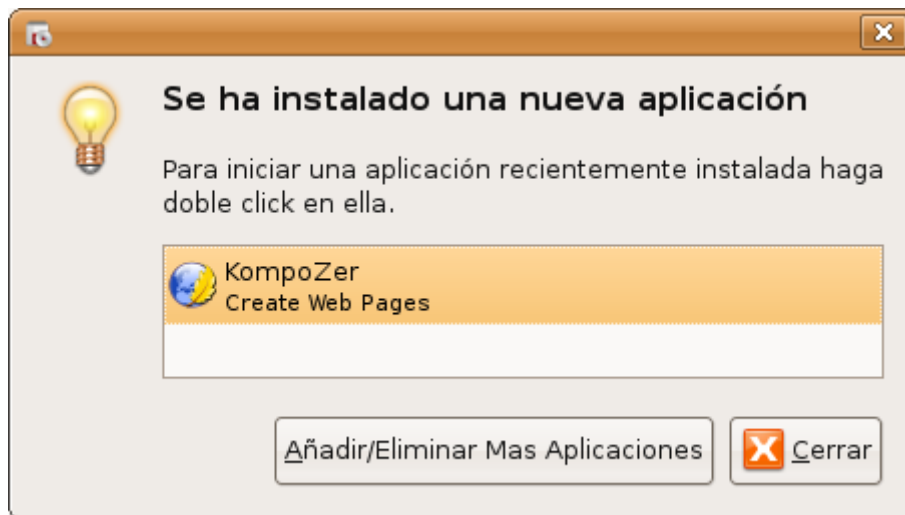 Se ha instalado una nueva aplicación
Para iniciar una aplicación recientemente instalada haga
doble click en ella.
KompoZer
Create Web Pages
Añadir/Eliminar Mas Aplicaciones
Cerrar